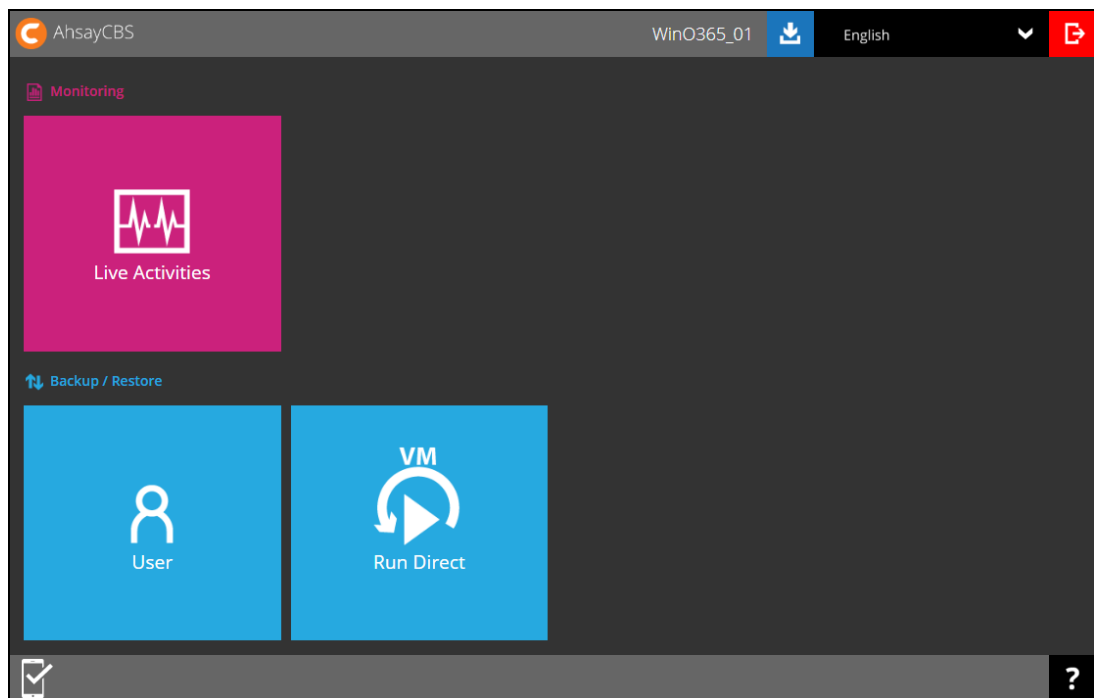 AhsayCBS
WinO365_01
English
Monitoring
Live Activities
Backup / Restore
User
VM
Run Direct
?